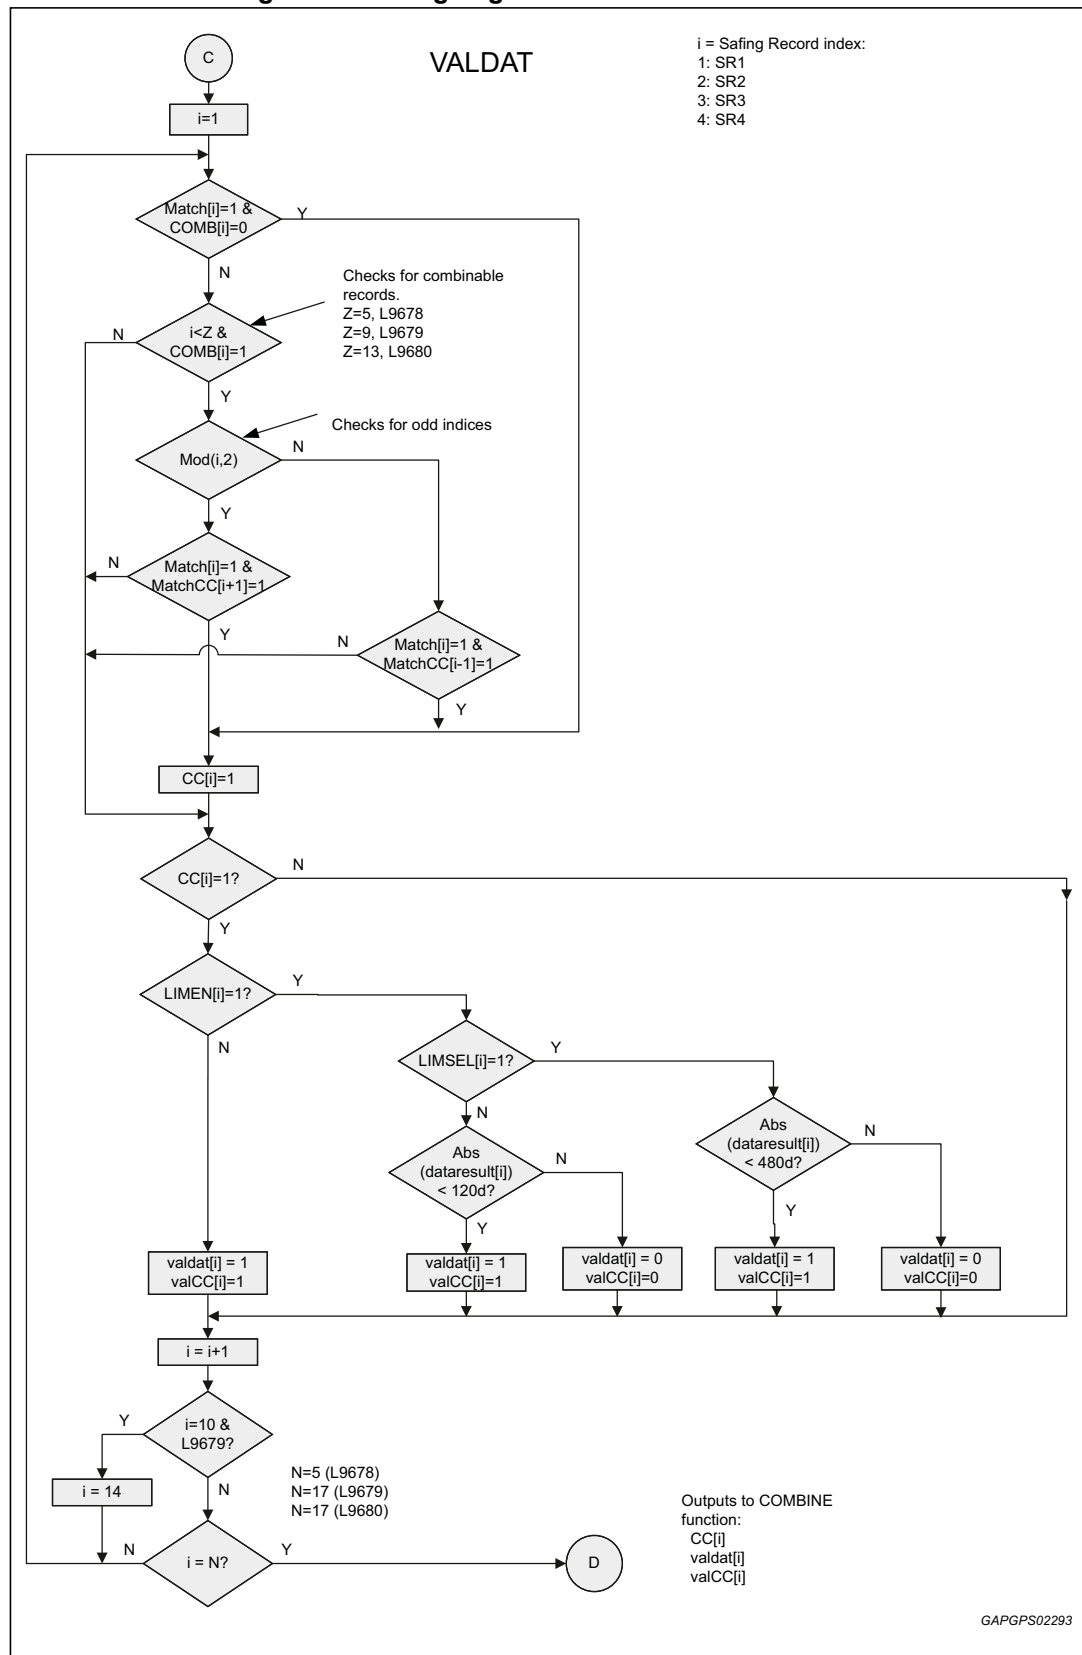 C
VALDAT
i = Safing Record index:
1: SR1
2: SR2
3: SR3
4: SR4
i=1
Match[i]=1 &
COMB[i]=0
Y
N
Checks for combinable
records.
Z=5, L9678
Z=9, L9679
Z=13, L9680
i<Z &
COMB[i]=1
N
Y
Checks for odd indices
Mod(i,2)
N
Y
Match[i]=1 &
MatchCC[i+1]=1
N
Y
Match[i]=1 &
MatchCC[i-1]=1
N
Y
CC[i]=1
CC[i]=1?
N
Y
LIMEN[i]=1?
Y
N
LIMSEL[i]=1?
Y
N
Abs
(dataresult[i])
< 120d?
N
Y
Abs
(dataresult[i])
< 480d?
N
Y
valdat[i] = 1
valCC[i]=1
valdat[i] = 1
valCC[i]=1
valdat[i] = 0
valCC[i]=0
valdat[i] = 1
valCC[i]=1
valdat[i] = 0
valCC[i]=0
i = i+1
i=10 &
L9679?
Y
N
i = 14
N=5 (L9678)
N=17 (L9679)
N=17 (L9680)
i = N?
N
Y
D
Outputs to COMBINE
function:
CC[i]
valdat[i]
valCC[i]
GAPGPS02293